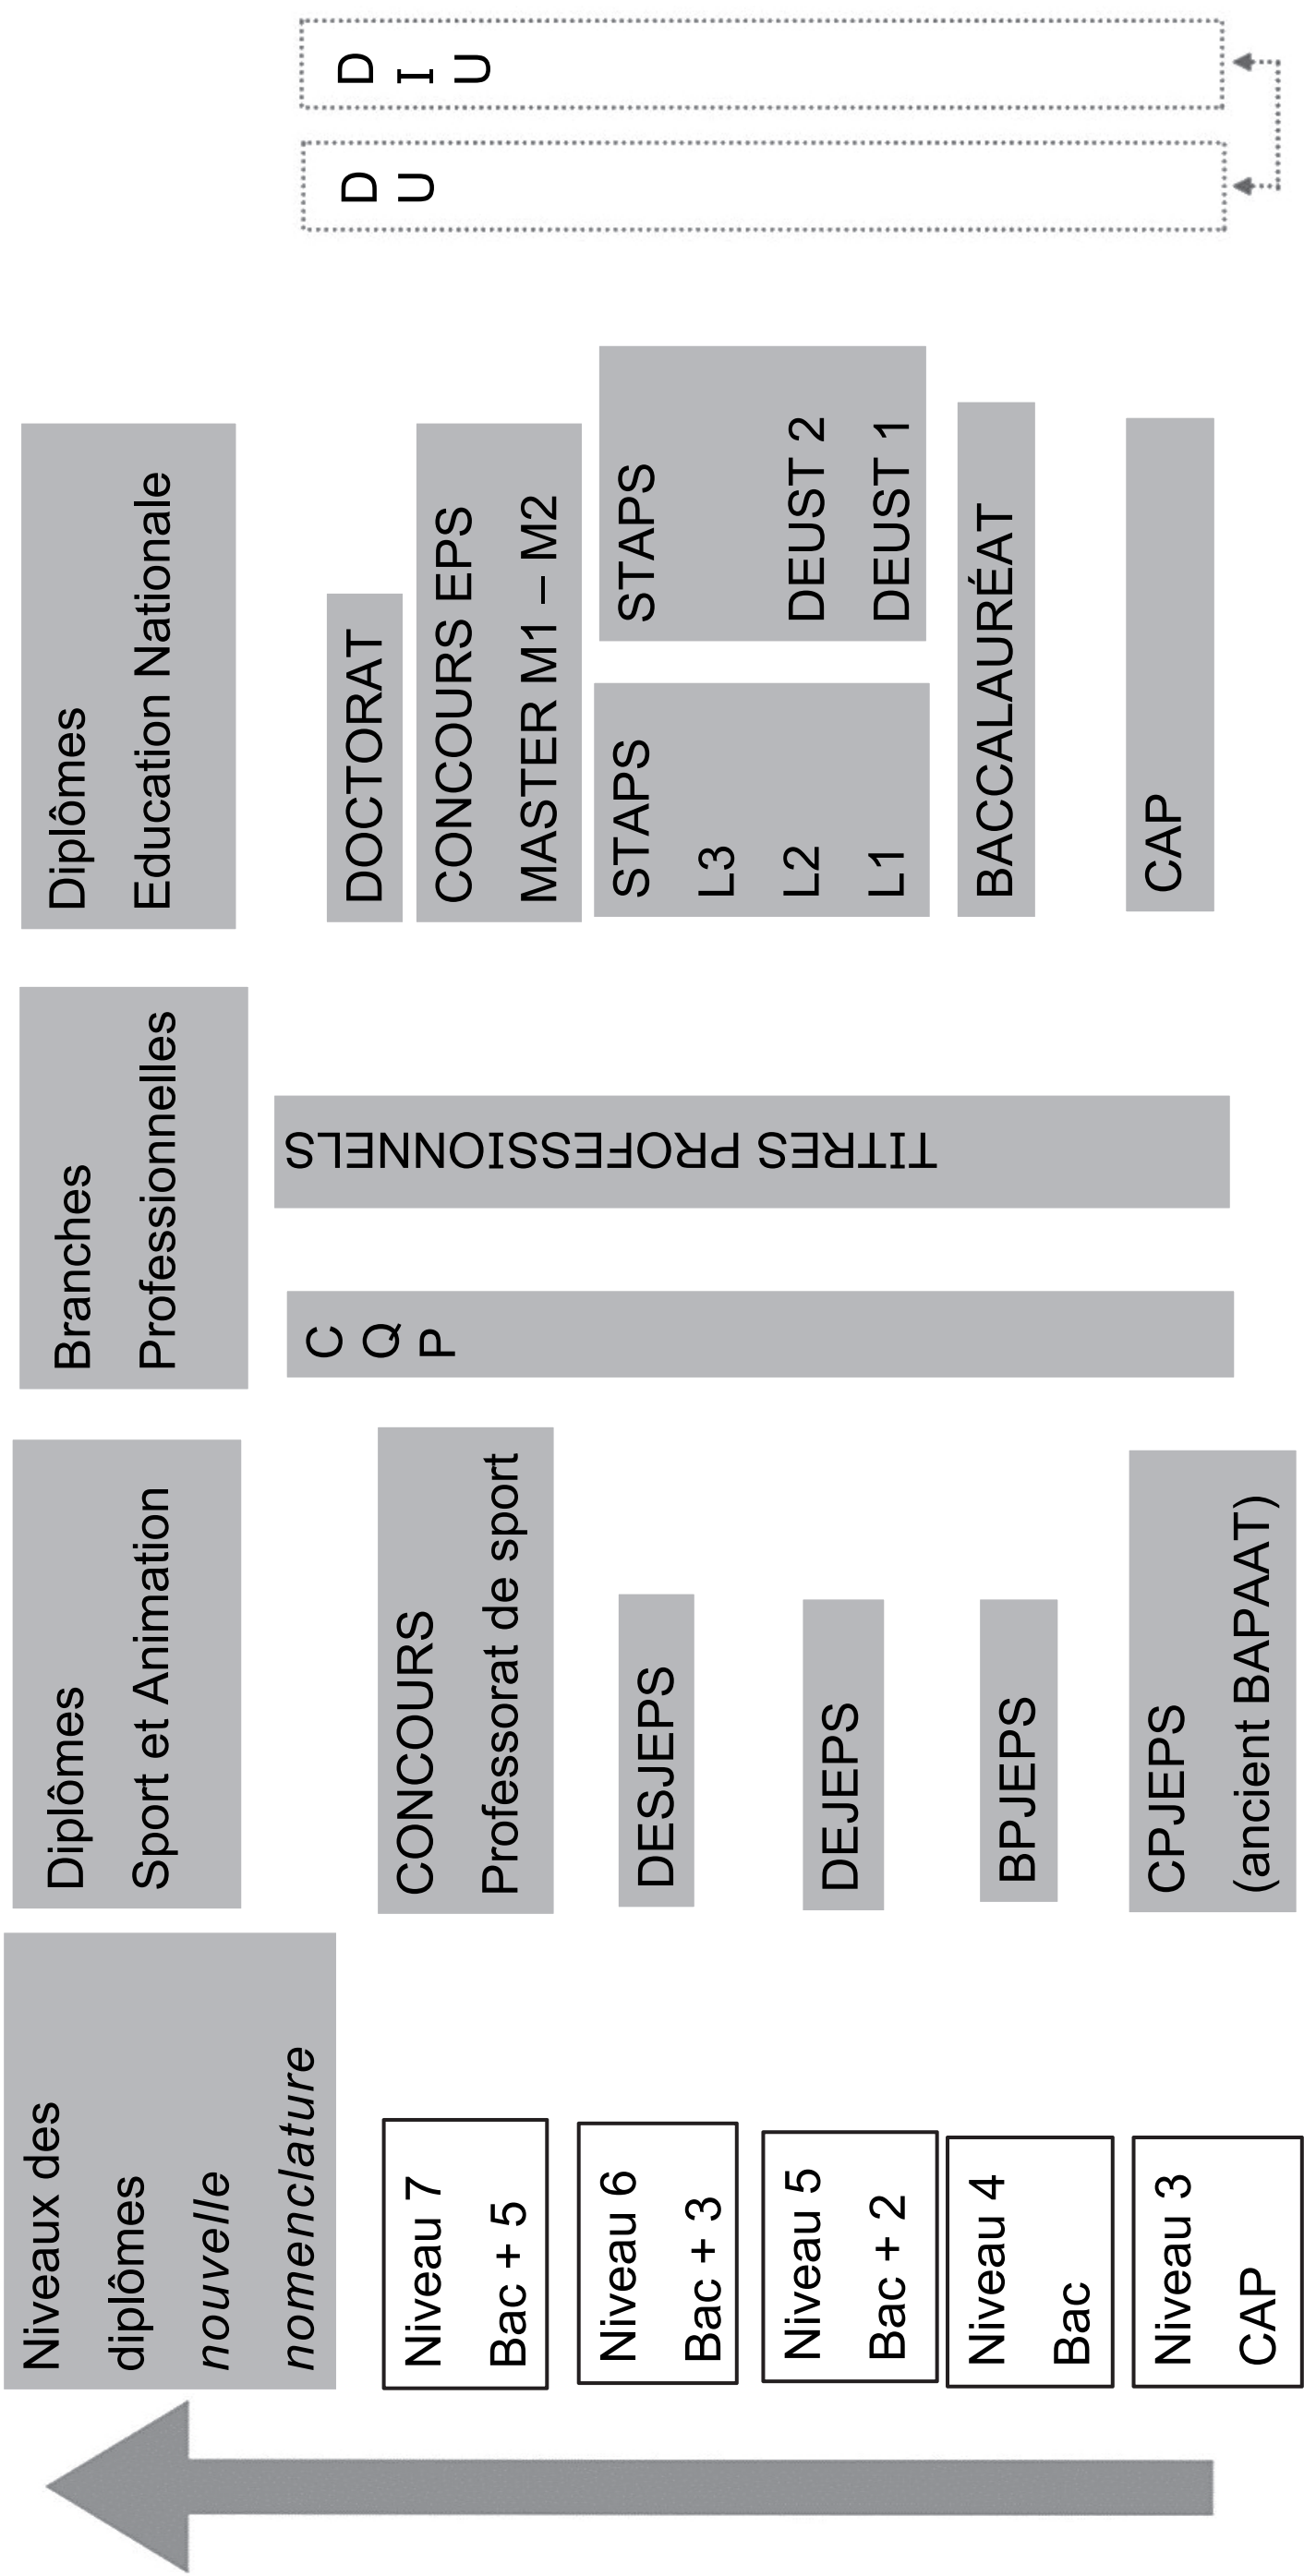 Niveaux des
diplômes
nouvelle
nomenclature
Diplômes
Sport et Animation
Branches
Professionnelles
Diplômes
Education Nationale
Niveau 7
Bac + 5
Niveau 6
Bac + 3
Niveau 5
Bac + 2
Niveau 4
Bac
Niveau 3
CAP
CONCOURS
Professorat de sport
DESJEPS
DEJEPS
BPJEPS
CPJEPS
(ancient BAPAAT)
C
Q
P
TITRES PROFESSIONNELS
DOCTORAT
CONCOURS EPS
MASTER M1 – M2
STAPS
L3
L2
L1
STAPS
DEUST 2
DEUST 1
BACCALAURÉAT
CAP
D
U
D
I
U